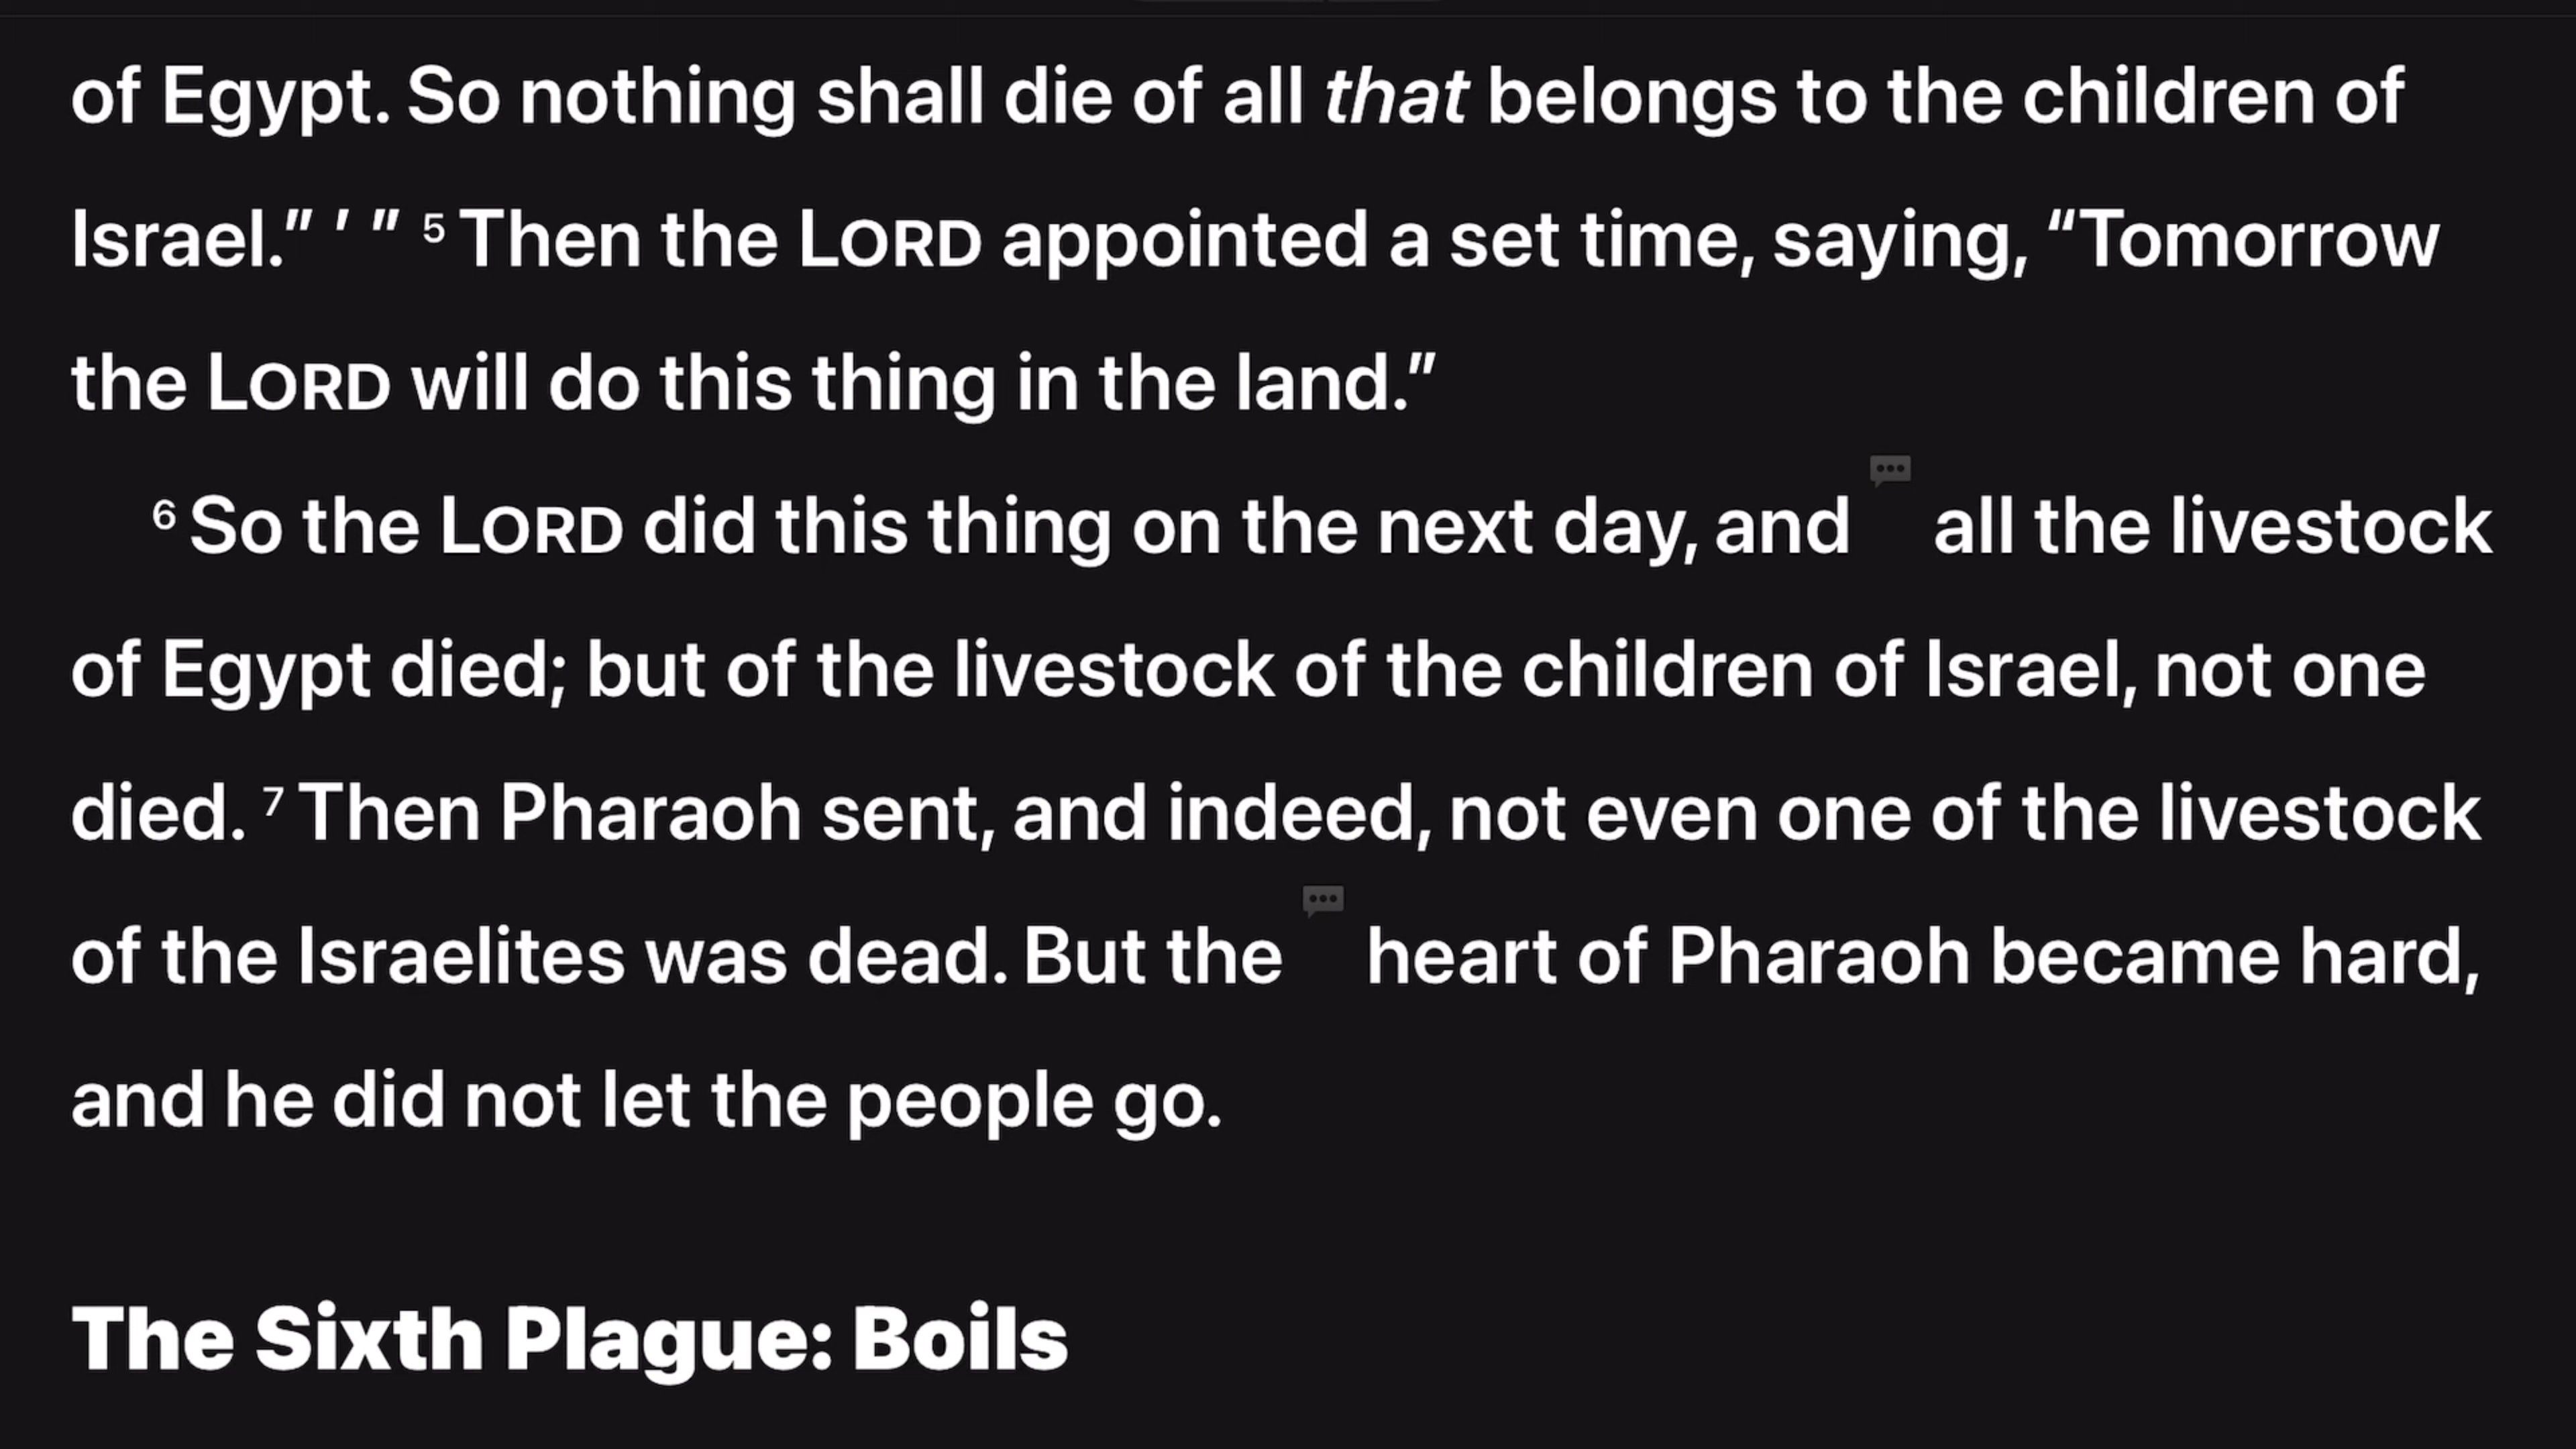 of Egypt. So nothing shall die of all that belongs to the children of
Israel.” ’ ” 5 Then the LORD appointed a set time, saying, “Tomorrow
the LORD will do this thing in the land.”
6 So the LORD did this thing on the next day, and all the livestock
of Egypt died; but of the livestock of the children of Israel, not one
died. 7 Then Pharaoh sent, and indeed, not even one of the livestock
of the Israelites was dead. But the heart of Pharaoh became hard,
and he did not let the people go.
The Sixth Plague: Boils